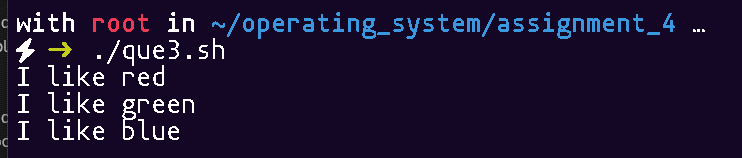 with root in ~/operating_system/assignment_4 …
⚡ → ./que3.sh
I like red
I like green
I like blue